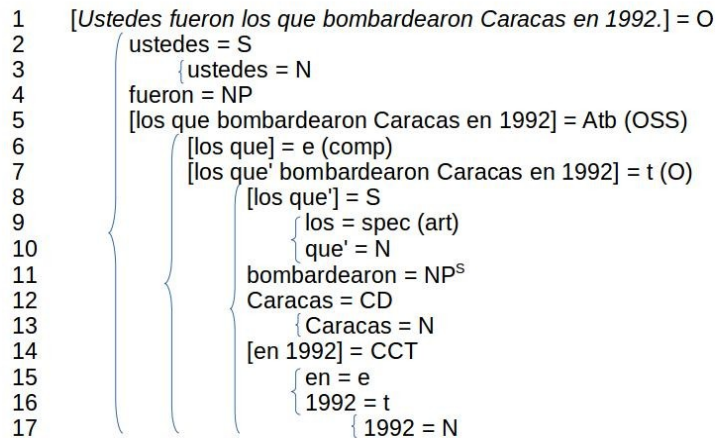 1 [Ustedes fueron los que bombardearon Caracas en 1992.] = O
2 ustedes = S
3 ustedes = N
4 fueron = NP
5 [los que bombardearon Caracas en 1992] = Atb (OSS)
6 [los que] = e (comp)
7 [los que' bombardearon Caracas en 1992] = t (O)
8 [los que'] = S
9 los = spec (art)
10 que' = N
11 bombardearon = NPˢ
12 Caracas = CD
13 Caracas = N
14 [en 1992] = CCT
15 en = e
16 1992 = t
17 1992 = N